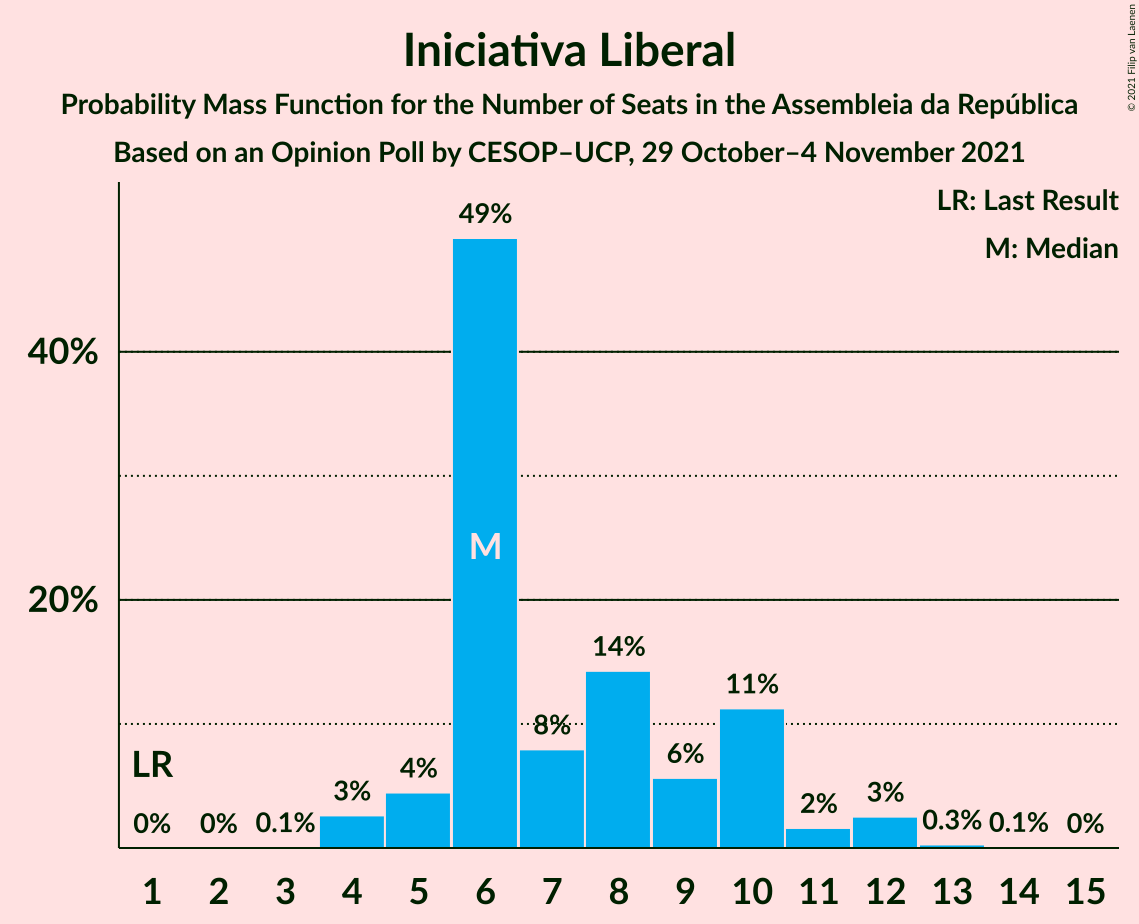 Iniciativa Liberal
Probability Mass Function for the Number of Seats in the Assembleia da República
Based on an Opinion Poll by CESOP–UCP, 29 October–4 November 2021
© 2021 Filip van Laenen
LR: Last Result
M: Median
49%
40%
M
20%
14%
11%
8%
6%
LR
4%
3%
3%
2%
0%
0%
0.1%
0.3%
0.1%
0%
1 2 3 4 5 6 7 8 9 10 11 12 13 14 15